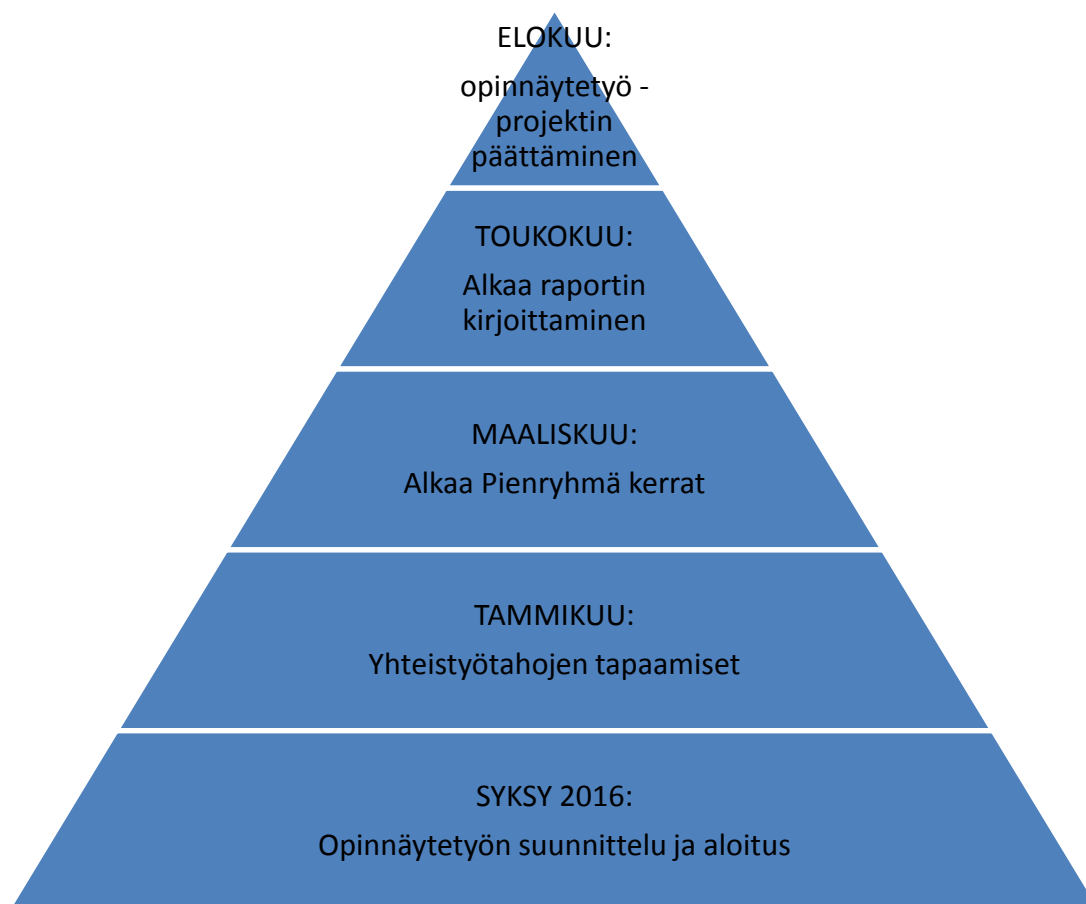 ELOKUU:
opinnäytetyö -
projektin
päättäminen
TOUKOKUU:
Alkaa raportin
kirjoittaminen
MAALISKUU:
Alkaa Pienryhmä kerrat
TAMMIKUU:
Yhteistyötahojen tapaamiset
SYKSY 2016:
Opinnäytetyön suunnittelu ja aloitus